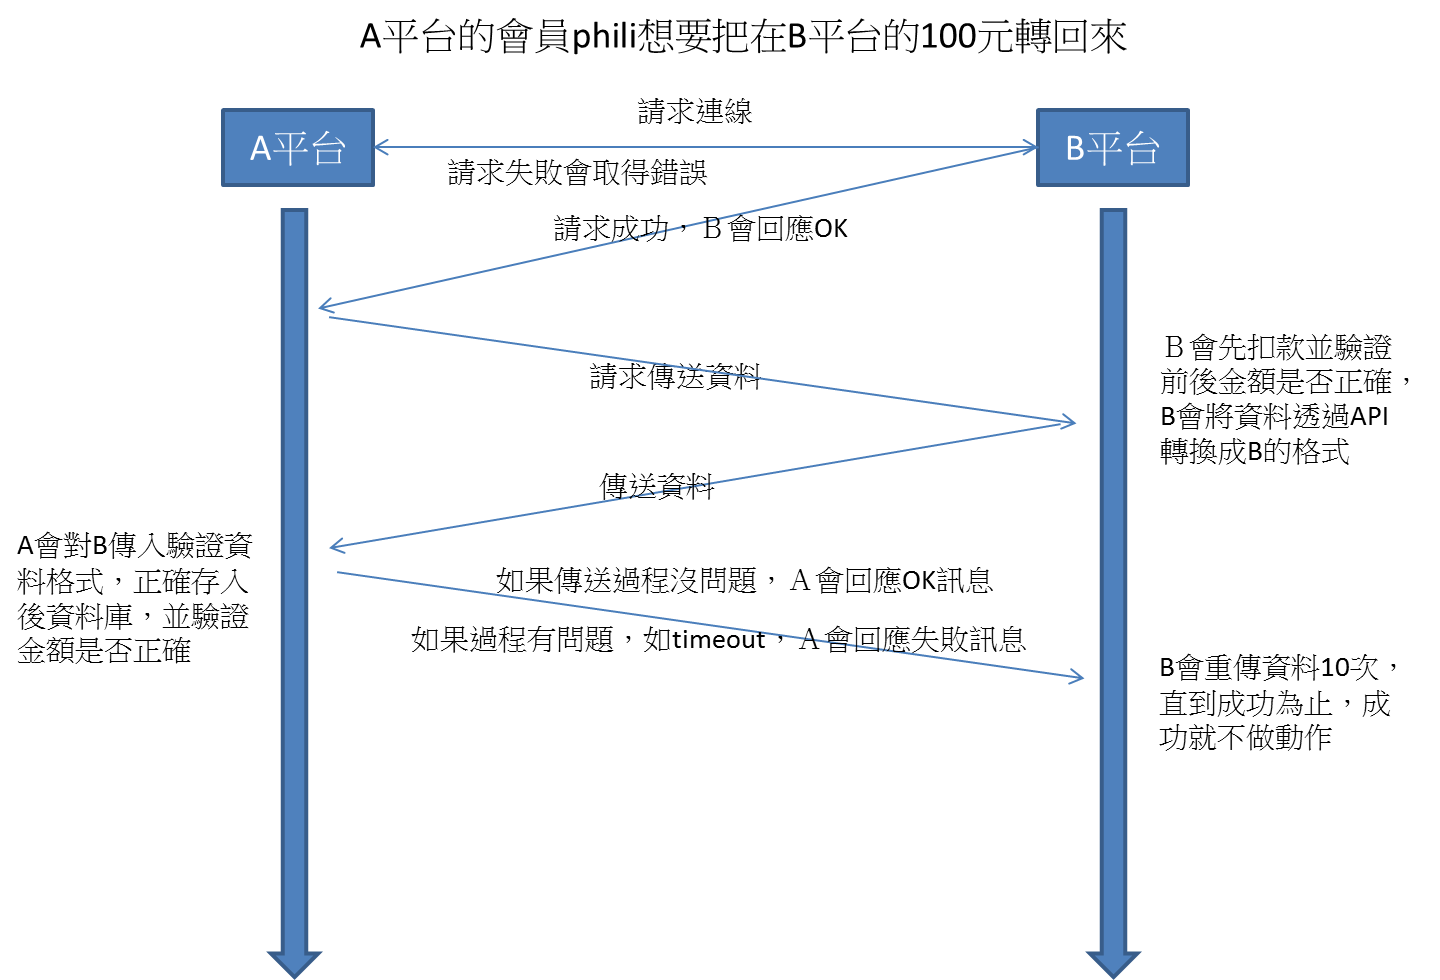 A平台的會員phili想要把在B平台的100元轉回來
請求連線
A平台
B平台
請求失敗會取得錯誤
請求成功，Ｂ會回應OK
Ｂ會先扣款並驗證
前後金額是否正確，
B會將資料透過API
轉換成B的格式
請求傳送資料
傳送資料
A會對B傳入驗證資
料格式，正確存入
後資料庫，並驗證
金額是否正確
如果傳送過程沒問題，Ａ會回應OK訊息
如果過程有問題，如timeout，Ａ會回應失敗訊息
B會重傳資料10次，
直到成功為止，成
功就不做動作